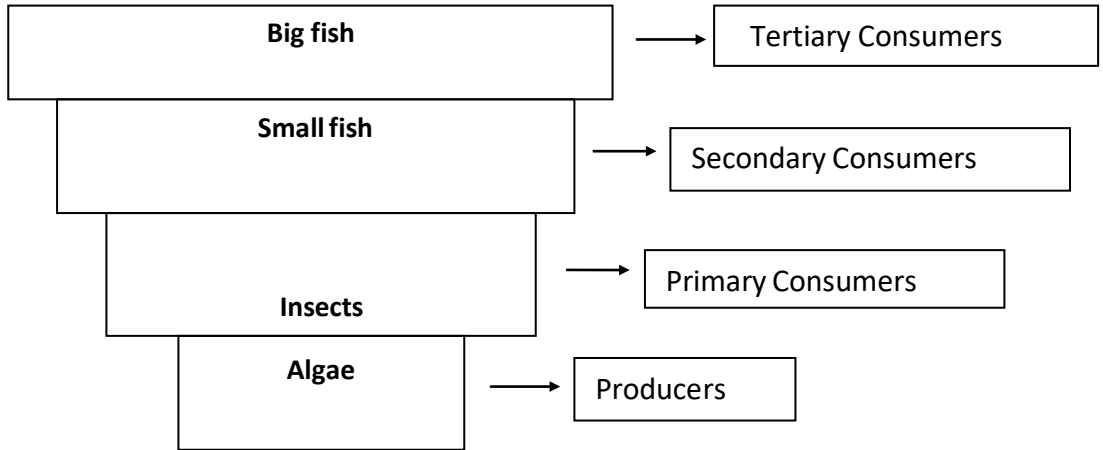 Big fish
Tertiary Consumers
Small fish
Secondary Consumers
Insects
Primary Consumers
Algae
Producers